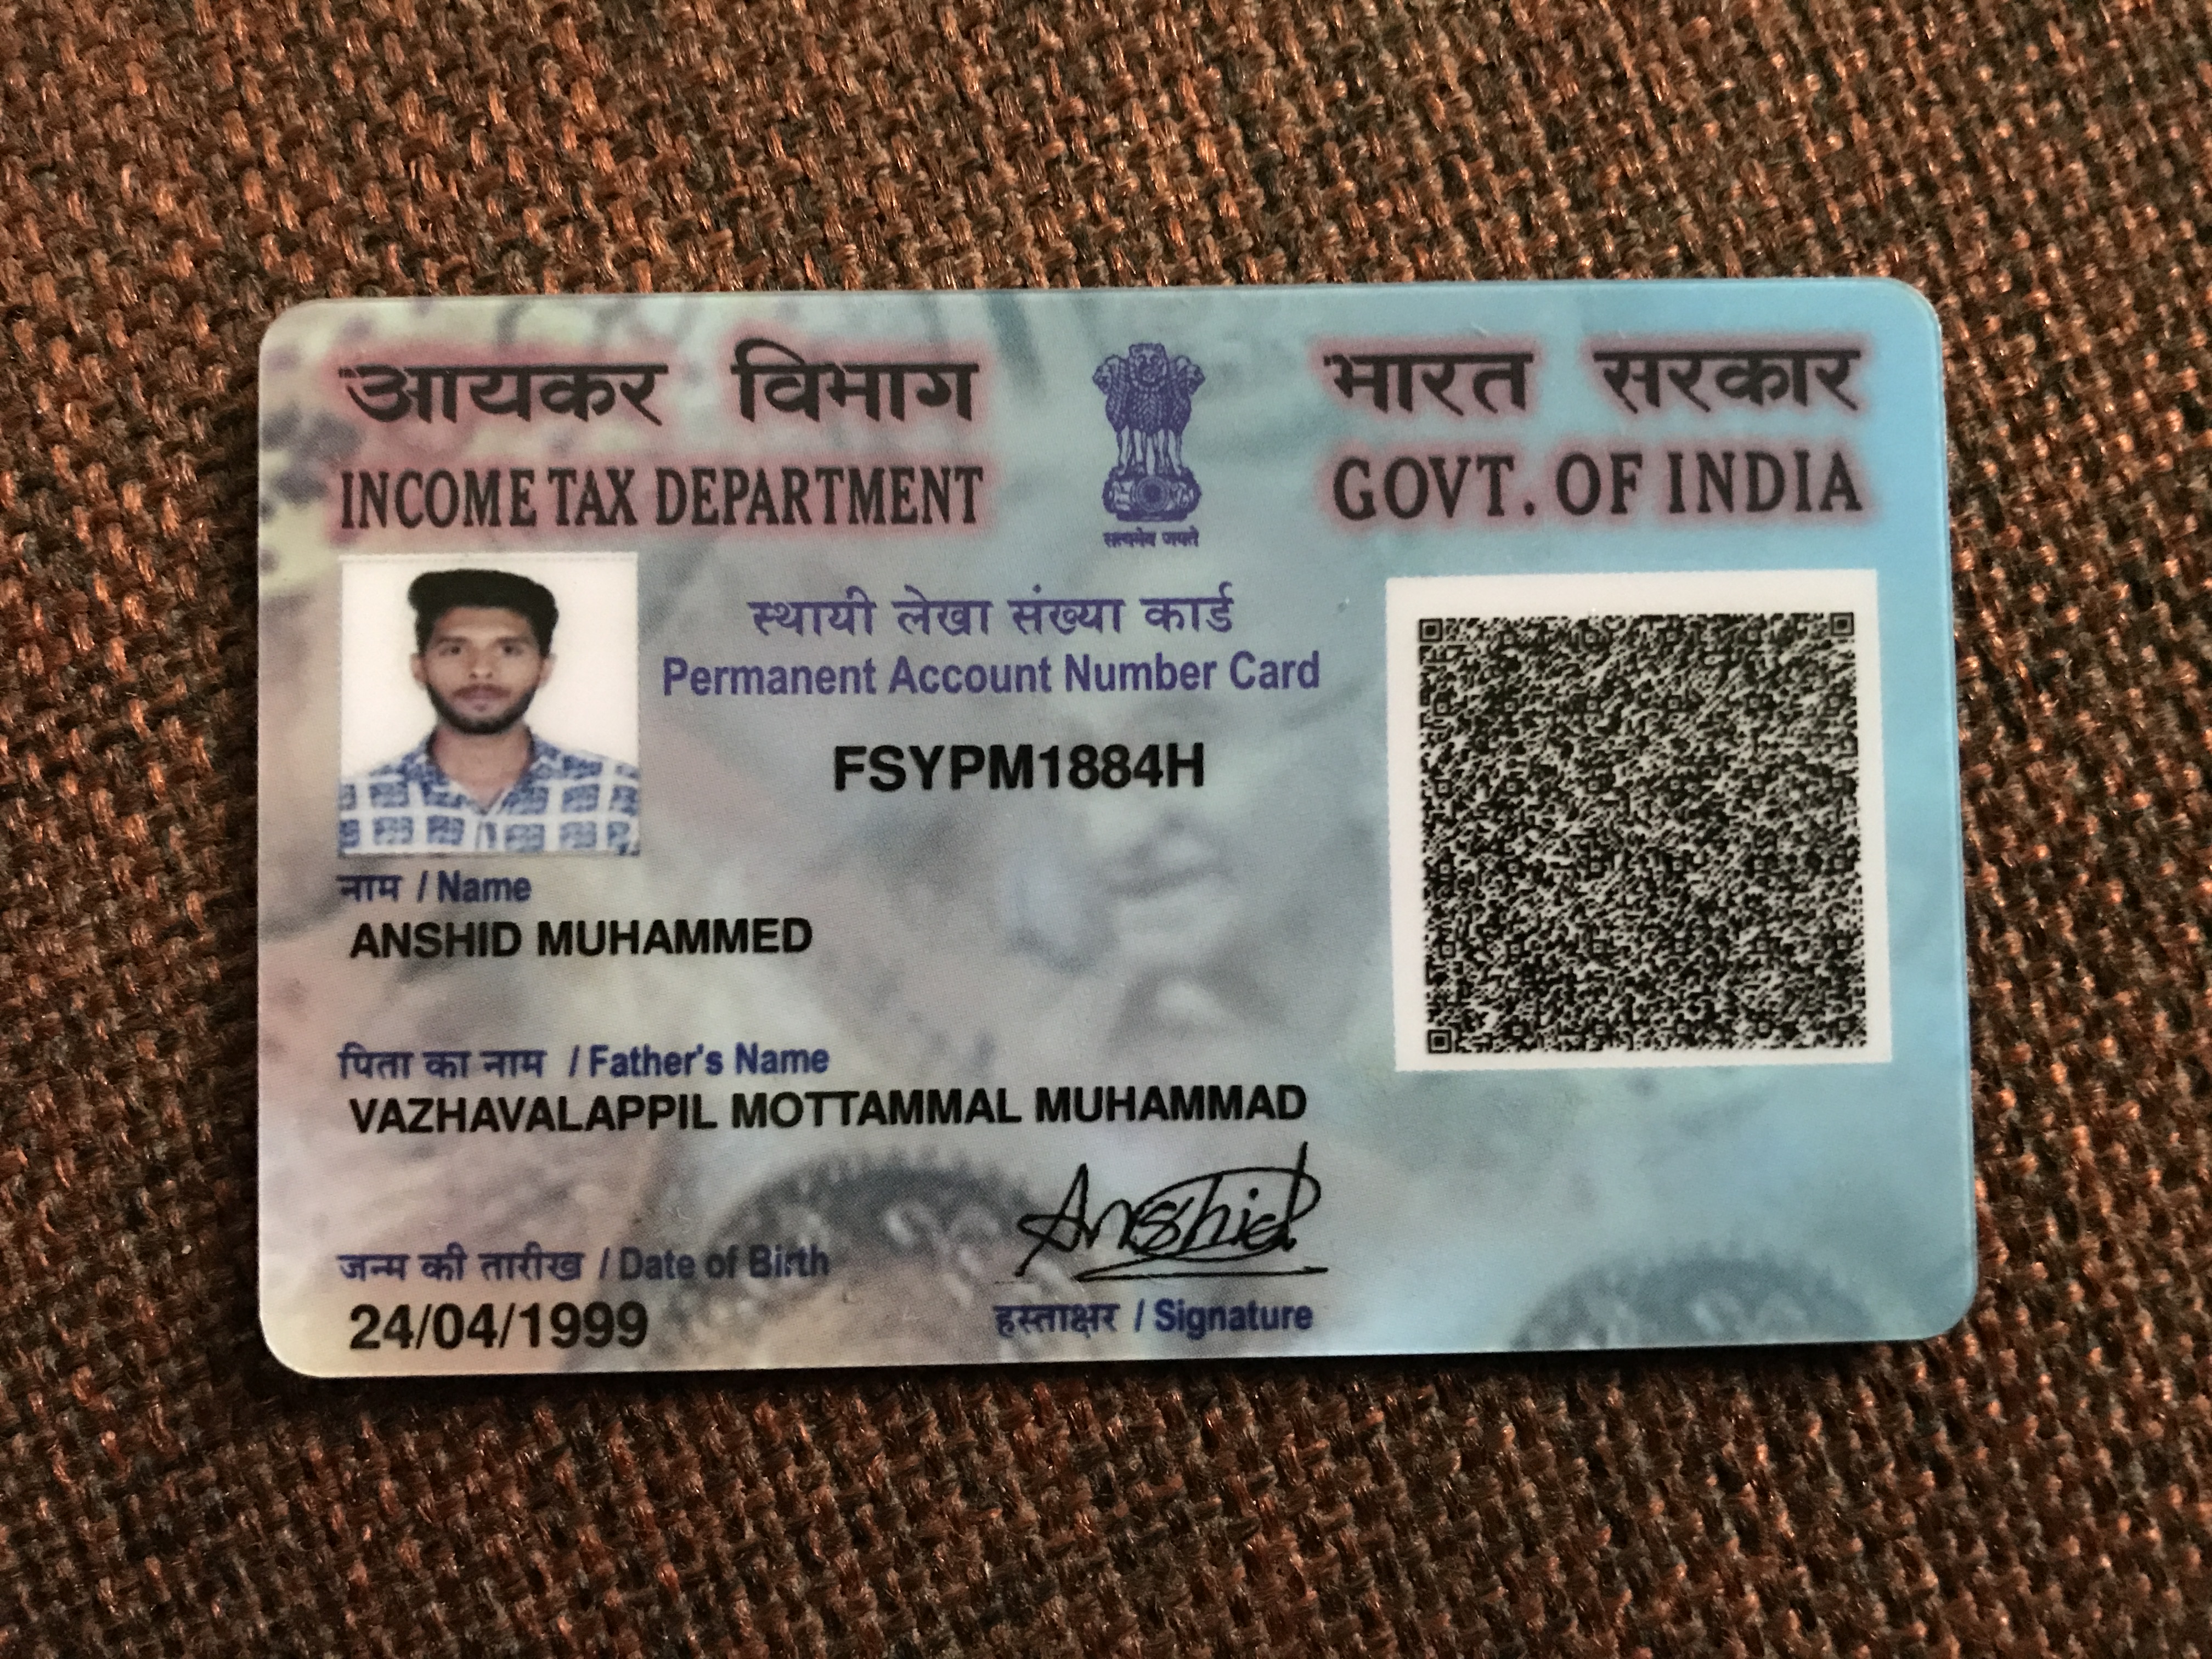 आयकर विभाग
INCOME TAX DEPARTMENT
सत्यमेव जयते
भारत सरकार
GOVT. OF INDIA
स्थायी लेखा संख्या कार्ड
Permanent Account Number Card
FSYPM1884H
नाम / Name
ANSHID MUHAMMED
पिता का नाम / Father's Name
VAZHAVALAPPIL MOTTAMMAL MUHAMMAD
जन्म की तारीख / Date of Birth
24/04/1999
Anshid
हस्ताक्षर / Signature